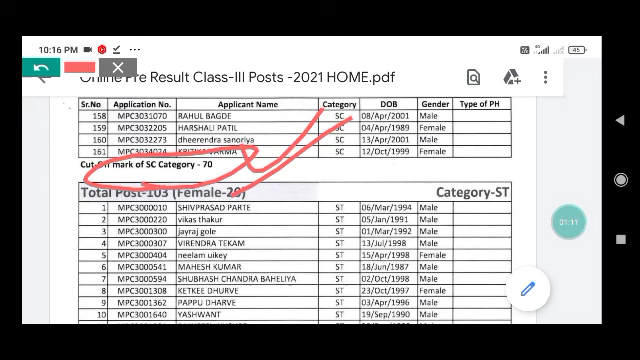 10:16 PM ... 45
Online Pre Result Class-III Posts -2021 HOME.pdf
Sr.No Application No. Applicant Name Category DOB Gender Type of PH
158 MPC3031070 RAHUL BAGDE SC 08/Apr/2001 Male
159 MPC3032205 HARSHALI PATIL SC 04/Apr/1989 Female
160 MPC3032273 dheerendra sanoriya SC 13/Apr/2001 Male
161 MPC3034024 KRITIKA VARMA SC 12/Oct/1999 Female
Cut-Off mark of SC Category - 70
Total Post-103 (Female-29) Category-ST
1 MPC3000010 SHIVPRASAD PARTE ST 06/Mar/1994 Male
2 MPC3000220 vikas thakur ST 05/Jan/1991 Male
3 MPC3000300 jayraj gole ST 01/Mar/1992 Male
4 MPC3000307 VIRENDRA TEKAM ST 13/Jul/1998 Male
5 MPC3000404 neelam uikey ST 15/Apr/1998 Female
6 MPC3000541 MAHESH KUMAR ST 18/Jun/1987 Male
7 MPC3000594 SHUBHASH CHANDRA BAHELIYA ST 02/Oct/1998 Male
8 MPC3001308 KETKEE DHURVE ST 23/Oct/1997 Female
9 MPC3001362 PAPPU DHARVE ST 03/Apr/1996 Male
10 MPC3001640 YASHWANT ST 19/Sep/1990 Male
01:11